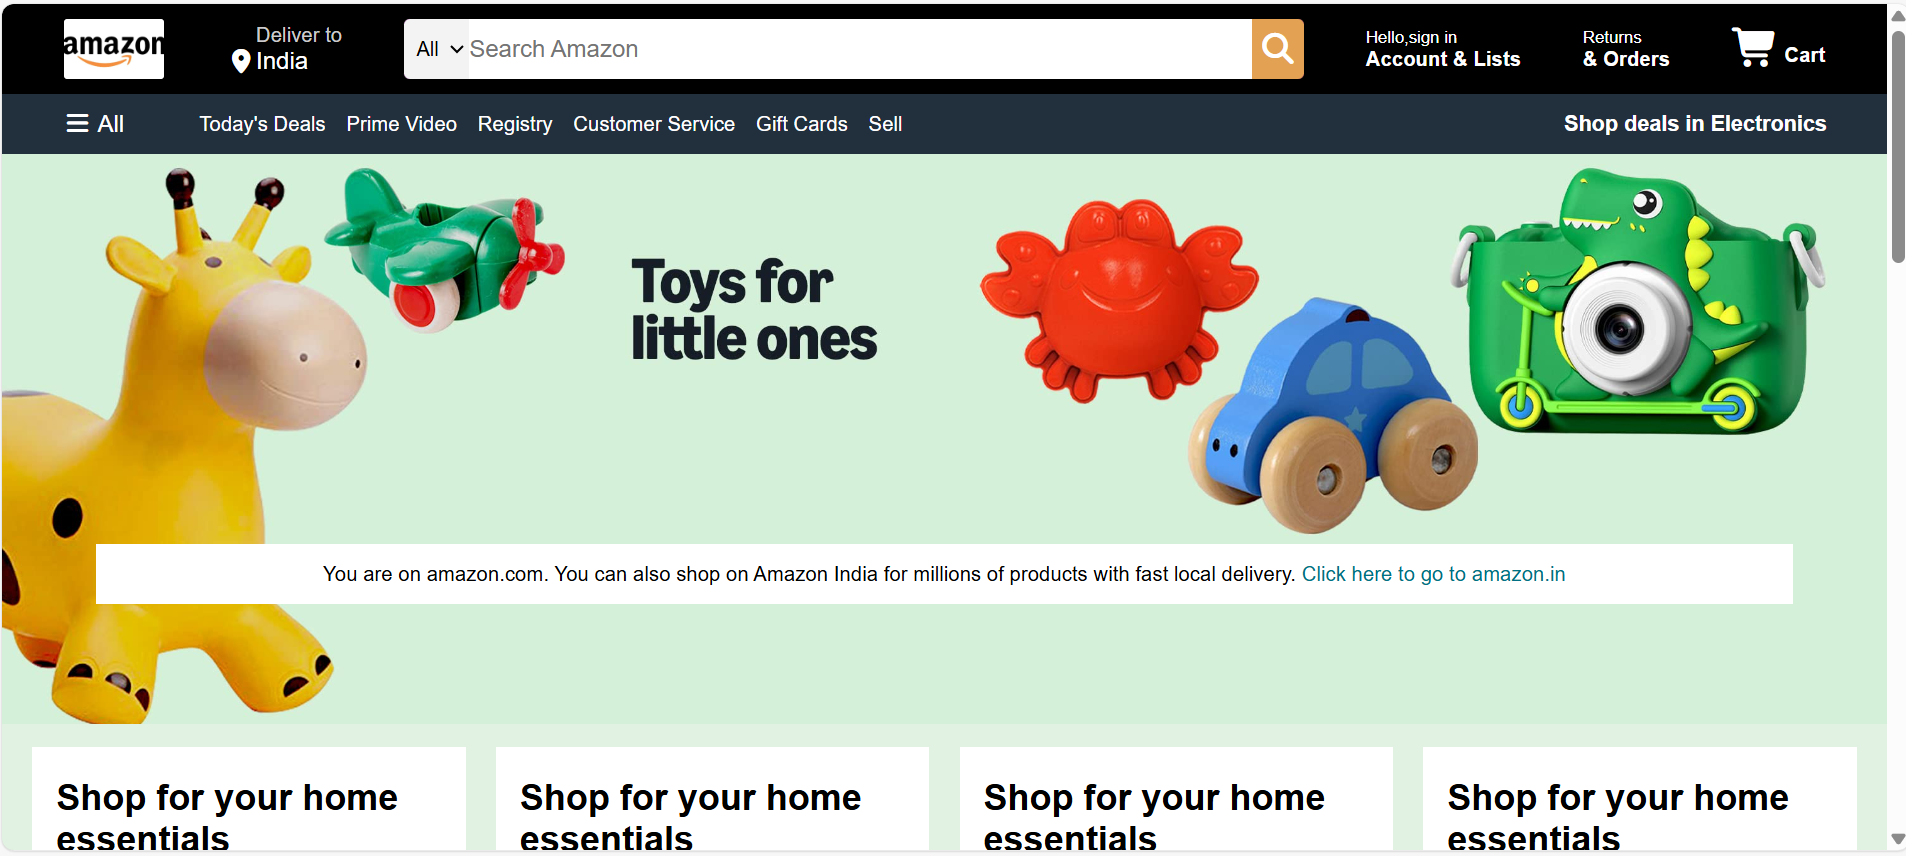 amazon
Deliver to
India
All
Search Amazon
Hello,sign in
Account & Lists
Returns
& Orders
Cart
All
Today's Deals
Prime Video
Registry
Customer Service
Gift Cards
Sell
Shop deals in Electronics
Toys for
little ones
You are on amazon.com. You can also shop on Amazon India for millions of products with fast local delivery. Click here to go to amazon.in
Shop for your home
essentials
Shop for your home
essentials
Shop for your home
essentials
Shop for your home
essentials